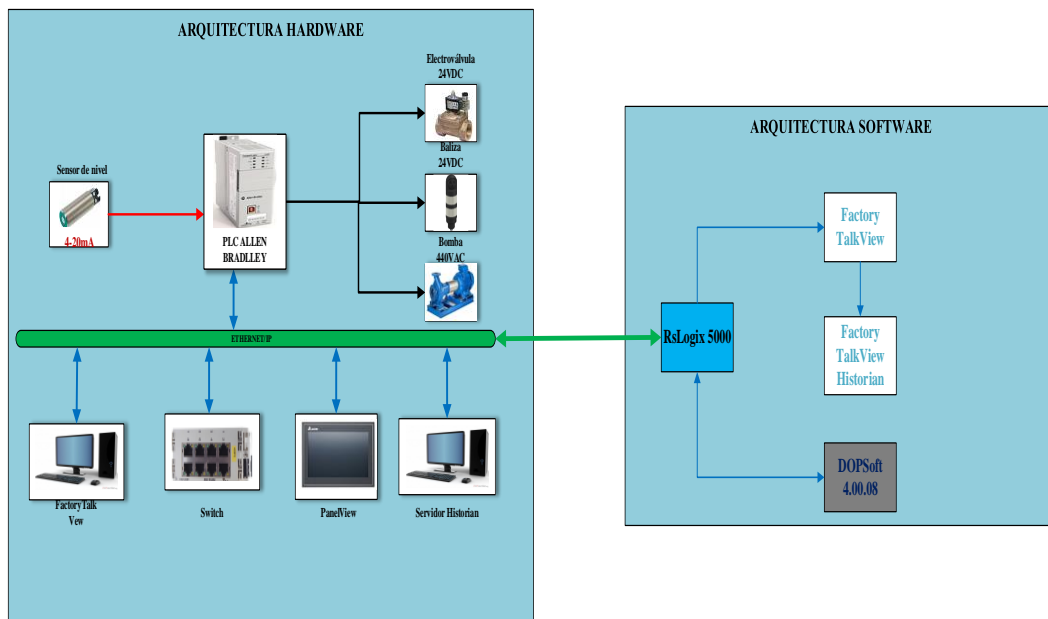 ARQUITECTURA HARDWARE
Electroválvula
24VDC
Baliza
24VDC
Sensor de nivel
4-20mA
PLC ALLEN
BRADLLEY
Bomba
440VAC
ETHERNET/IP
FactoryTalk
Vew
Switch
PanelView
Servidor Historian
ARQUITECTURA SOFTWARE
Factory
TalkView
RsLogix 5000
Factory
TalkView
Historian
DOPSoft
4.00.08